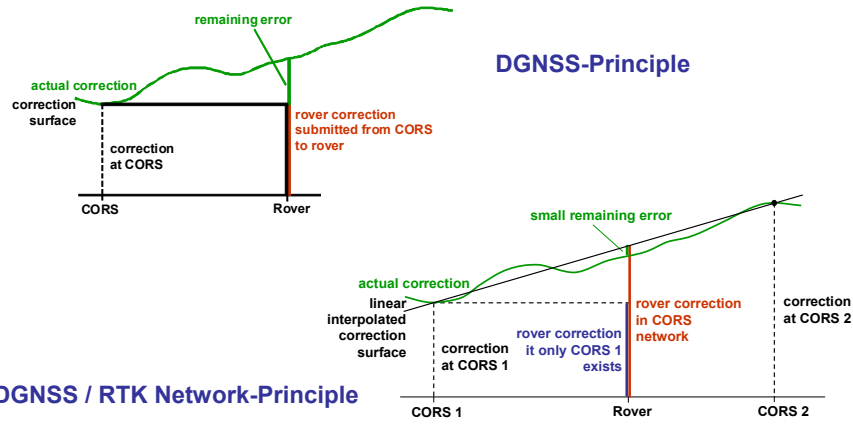 remaining error
DGNSS-Principle
actual correction
correction
surface
rover correction
submitted from CORS
to rover
correction
at CORS
CORS
Rover
small remaining error
actual correction
linear
interpolated
correction
surface
correction
at CORS 1
rover correction
it only CORS 1
exists
rover correction
in CORS
network
correction
at CORS 2
DGNSS / RTK Network-Principle
CORS 1
Rover
CORS 2